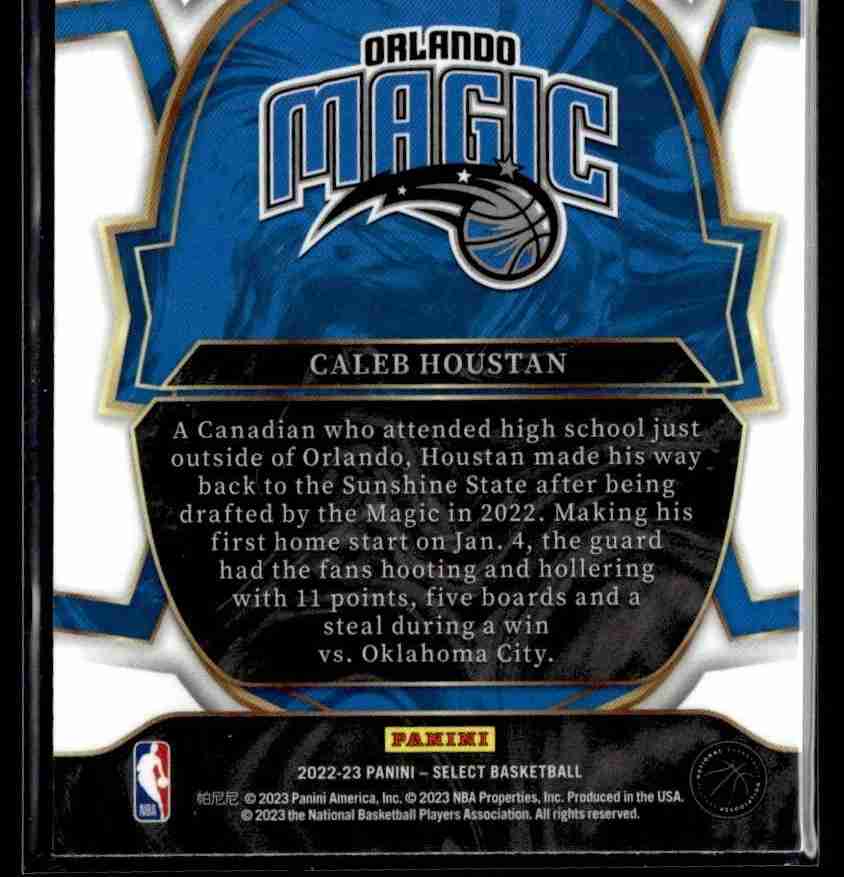 ORLANDO
MAGIC
CALEB HOUSTAN
A Canadian who attended high school just
outside of Orlando, Houstan made his way
back to the Sunshine State after being
drafted by the Magic in 2022. Making his
first home start on Jan. 4, the guard
had the fans hooting and hollering
with 11 points, five boards and a
steal during a win
vs. Oklahoma City.
PANINI
2022-23 PANINI – SELECT BASKETBALL
帕尼尼 © 2023 Panini America, Inc. © 2023 NBA Properties, Inc. Produced in the USA.
© 2023 the National Basketball Players Association. All rights reserved.
NBA
NATIONAL
ASSOCIATION